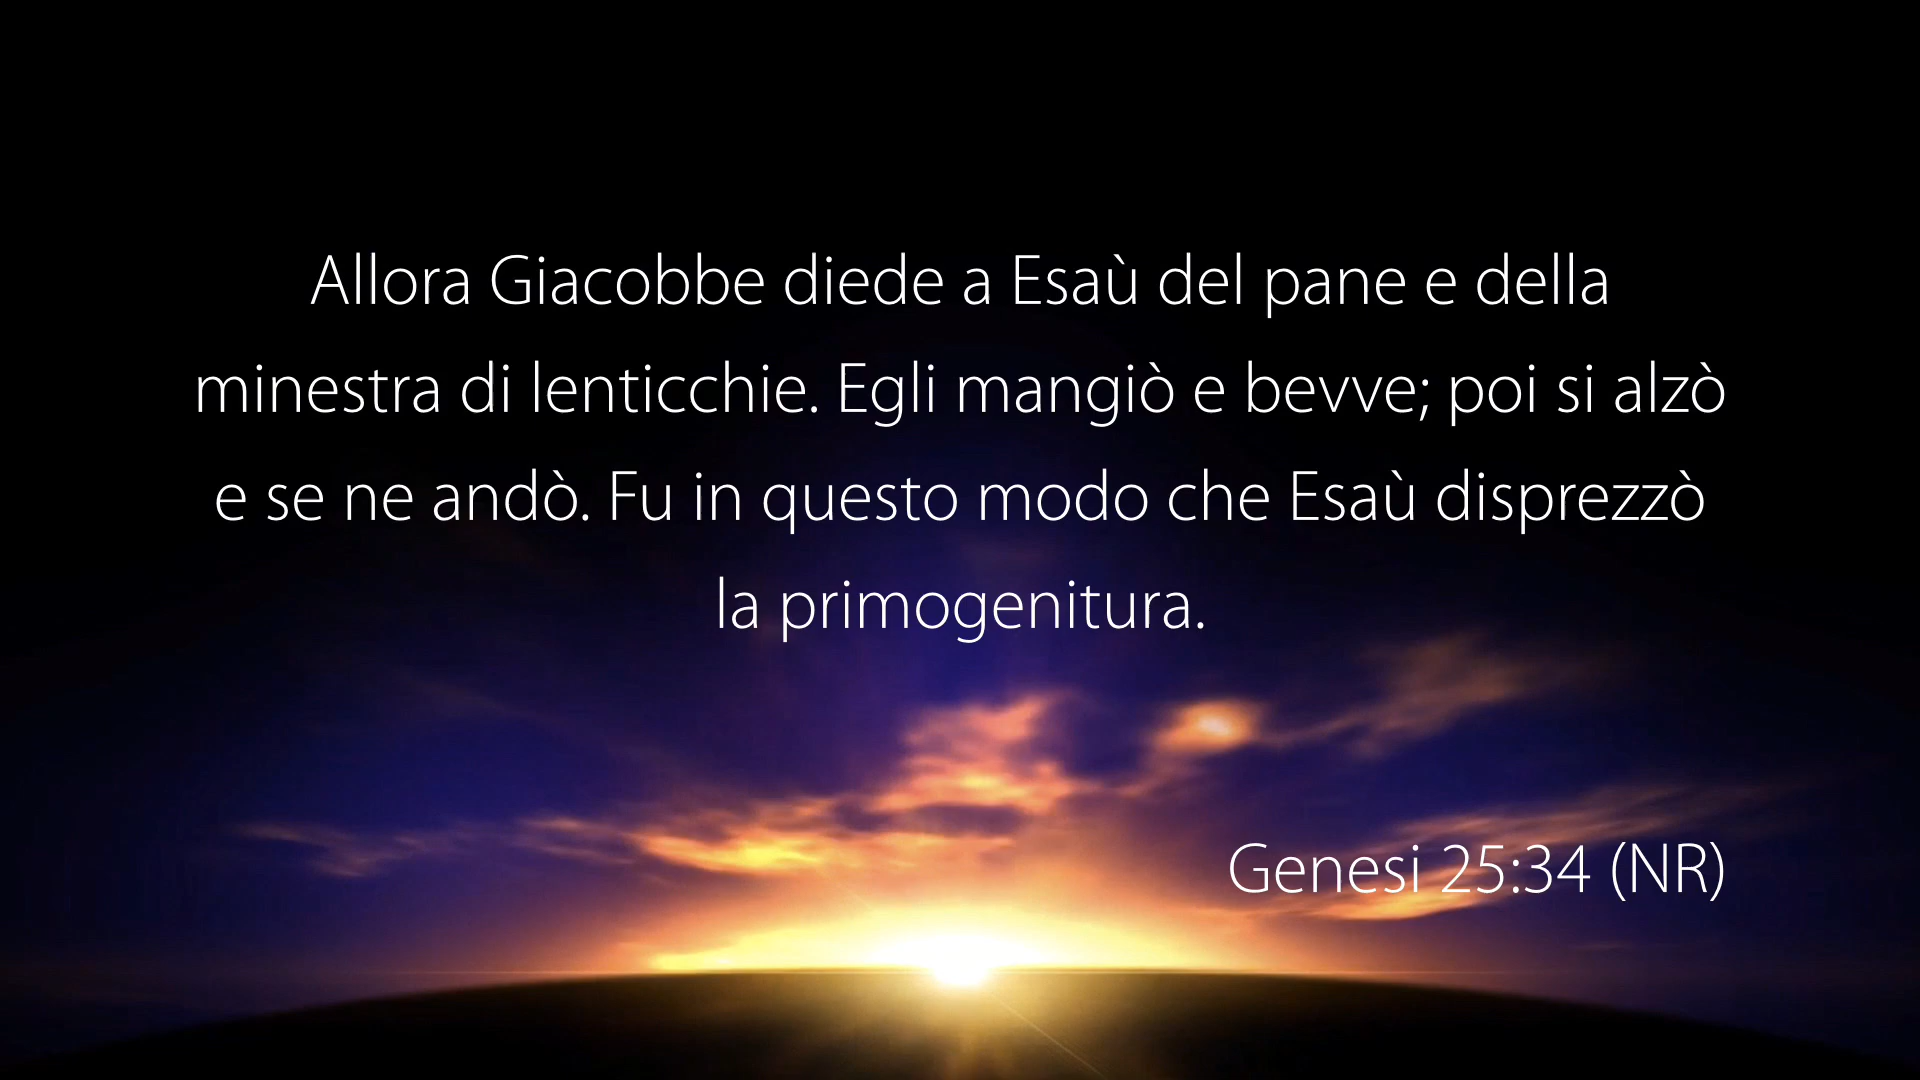 Allora Giacobbe diede a Esaù del pane e della
minestra di lenticchie. Egli mangiò e bevve; poi si alzò
e se ne andò. Fu in questo modo che Esaù disprezzò
la primogenitura.
Genesi 25:34 (NR)